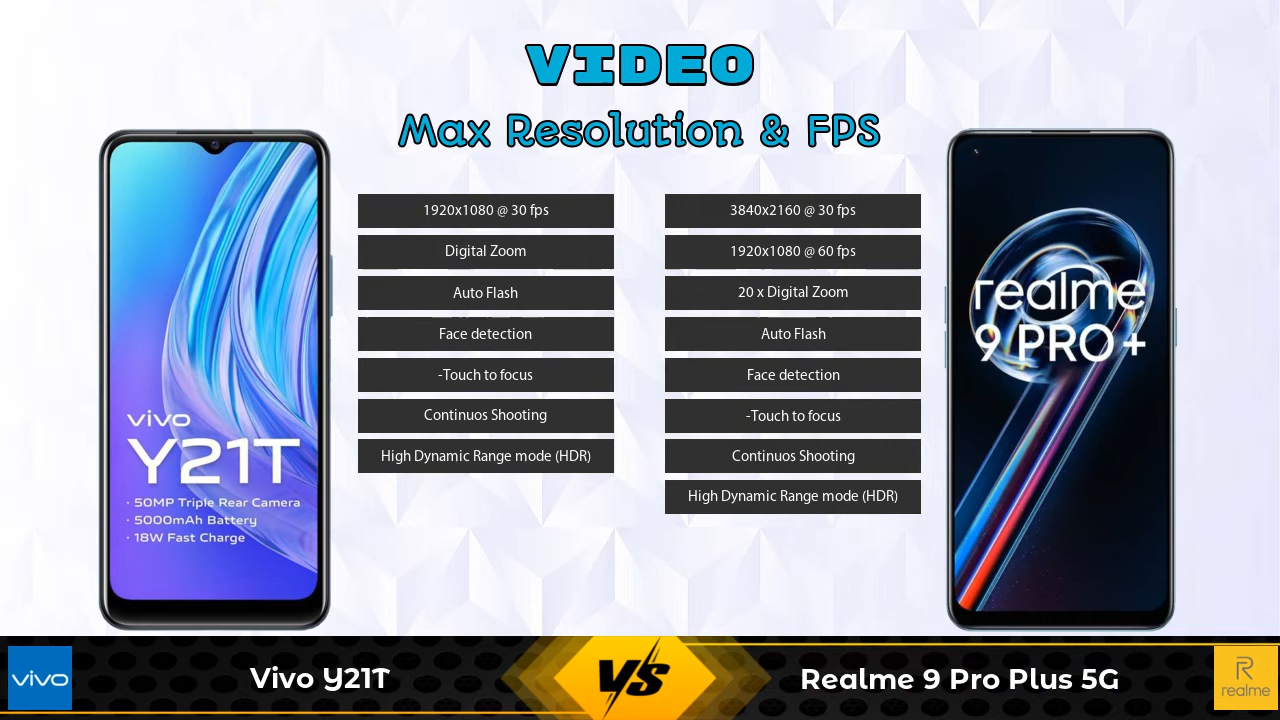 VIDEO
Max Resolution & FPS
1920x1080 @ 30 fps
Digital Zoom
Auto Flash
Face detection
-Touch to focus
Continuos Shooting
High Dynamic Range mode (HDR)
3840x2160 @ 30 fps
1920x1080 @ 60 fps
20 x Digital Zoom
Auto Flash
Face detection
-Touch to focus
Continuos Shooting
High Dynamic Range mode (HDR)
vivo
Y21T
· 50MP Triple Rear Camera
· 5000mAh Battery
· 18W Fast Charge
realme
9 PRO+
vivo
Vivo Y21T
VS
Realme 9 Pro Plus 5G
R
realme